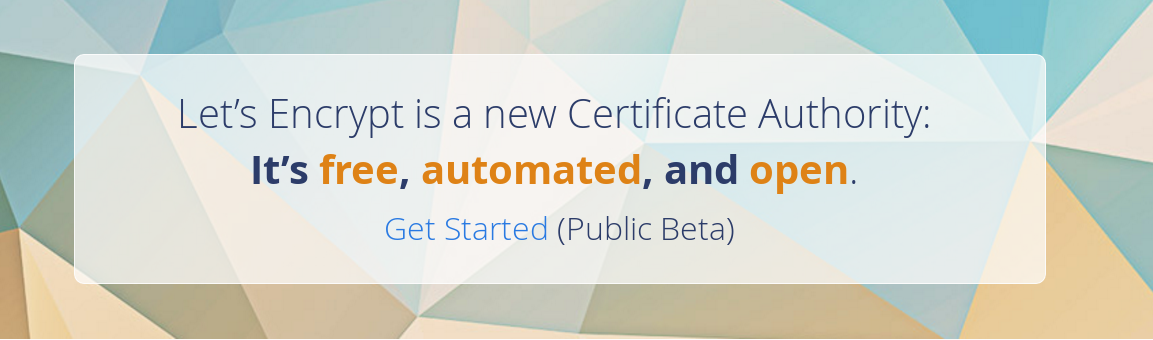 Let’s Encrypt is a new Certificate Authority:
It’s free, automated, and open.
Get Started (Public Beta)